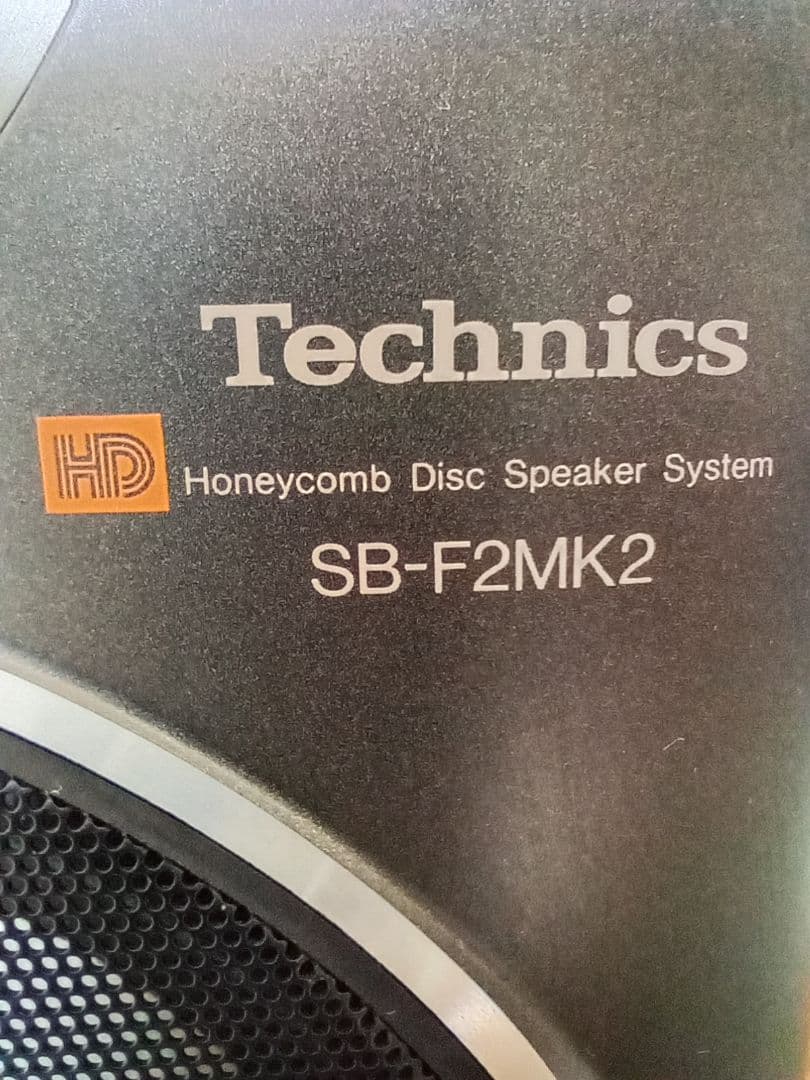 Technics
HD Honeycomb Disc Speaker System
SB-F2MK2